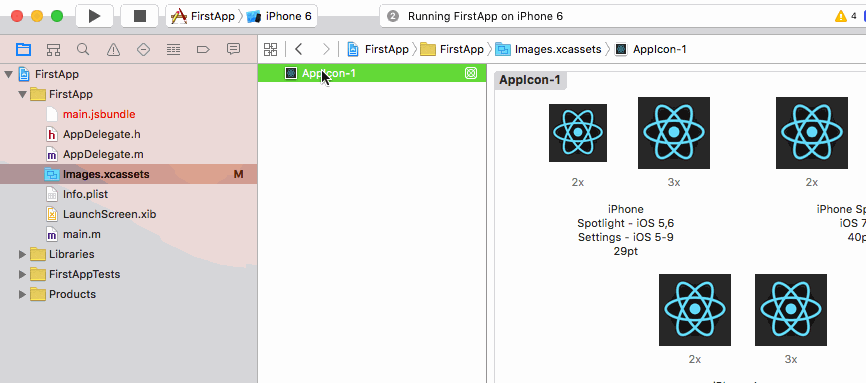 FirstApp iPhone 6
2 Running FirstApp on iPhone 6
4
FirstApp FirstApp Images.xcassets AppIcon-1
FirstApp
FirstApp
main.jsbundle
h AppDelegate.h
m AppDelegate.m
Images.xcassets M
Info.plist
LaunchScreen.xib
m main.m
Libraries
FirstAppTests
Products
AppIcon-1
AppIcon-1
2x 3x
iPhone
Spotlight - iOS 5,6
Settings - iOS 5-9
29pt
2x
iPhone Sp
iOS 7
40p
2x 3x